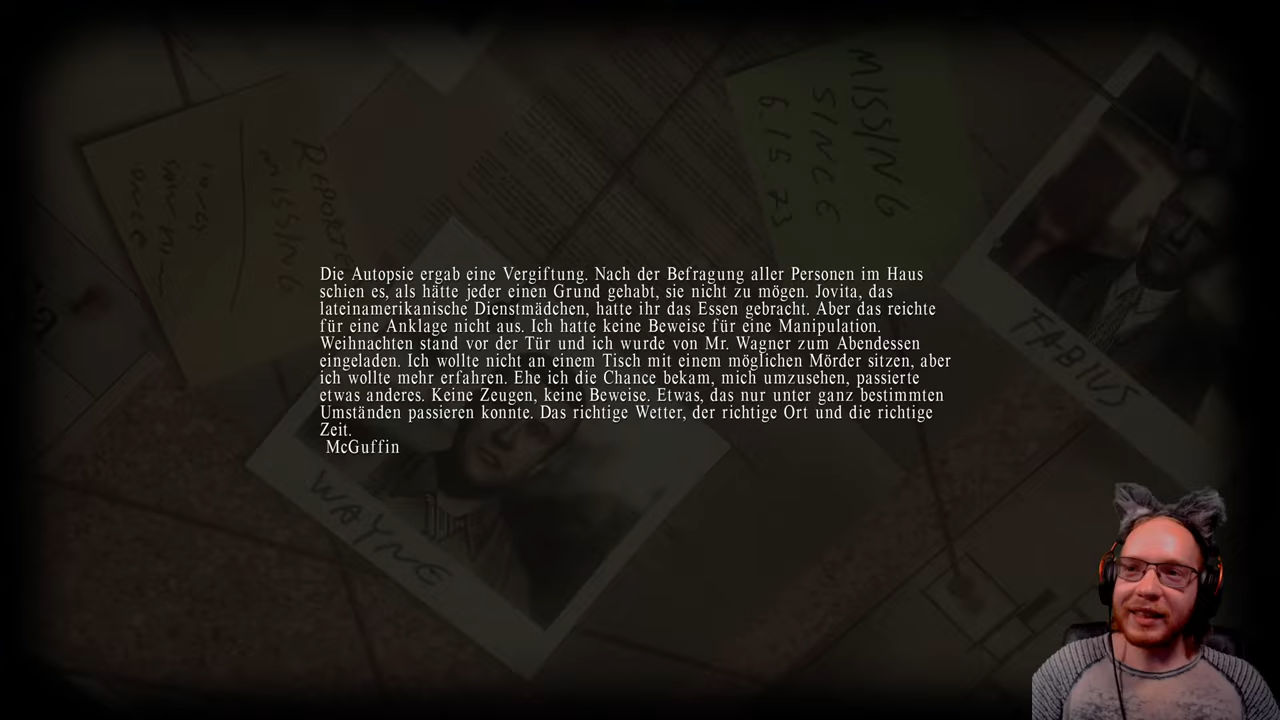 MISSING
SINCE
6.15.73
REPORTE
MISSING
Die Autopsie ergab eine Vergiftung. Nach der Befragung aller Personen im Haus
schien es, als hätte jeder einen Grund gehabt, sie nicht zu mögen. Jovita, das
lateinamerikanische Dienstmädchen, hatte ihr das Essen gebracht. Aber das reichte
für eine Anklage nicht aus. Ich hatte keine Beweise für eine Manipulation.
Weihnachten stand vor der Tür und ich wurde von Mr. Wagner zum Abendessen
eingeladen. Ich wollte nicht an einem Tisch mit einem möglichen Mörder sitzen, aber
ich wollte mehr erfahren. Ehe ich die Chance bekam, mich umzusehen, passierte
etwas anderes. Keine Zeugen, keine Beweise. Etwas, das nur unter ganz bestimmten
Umständen passieren konnte. Das richtige Wetter, der richtige Ort und die richtige
Zeit.
McGuffin
FABIUS
WAYNE